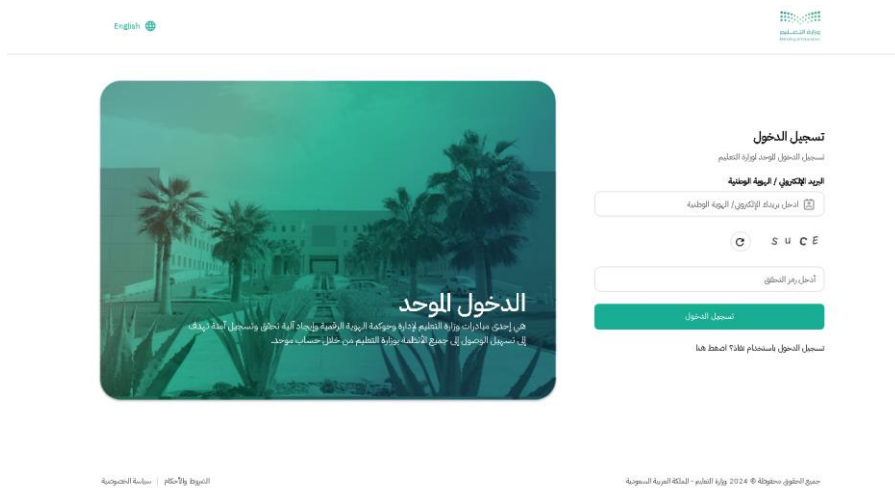 English
وزارة التعليم
Ministry of Education
تسجيل الدخول
تسجيل الدخول الموحد لوزارة التعليم
البريد الإلكتروني / الهوية الوطنية
ادخل بريدك الإلكتروني/ الهوية الوطنية
S u C E
أدخل رمز التحقق
تسجيل الدخول
تسجيل الدخول باستخدام نفاذ؟ اضغط هنا
الدخول الموحد
هي إحدى مبادرات وزارة التعليم لإدارة وحوكمة الهوية الرقمية وإيجاد آلية تحقق وتسجيل آمنة تهدف
إلى تسهيل الوصول إلى جميع الأنظمة بوزارة التعليم من خلال حساب موحد.
جميع الحقوق محفوظة © 2024 وزارة التعليم - المملكة العربية السعودية
الشروط والأحكام | سياسة الخصوصية